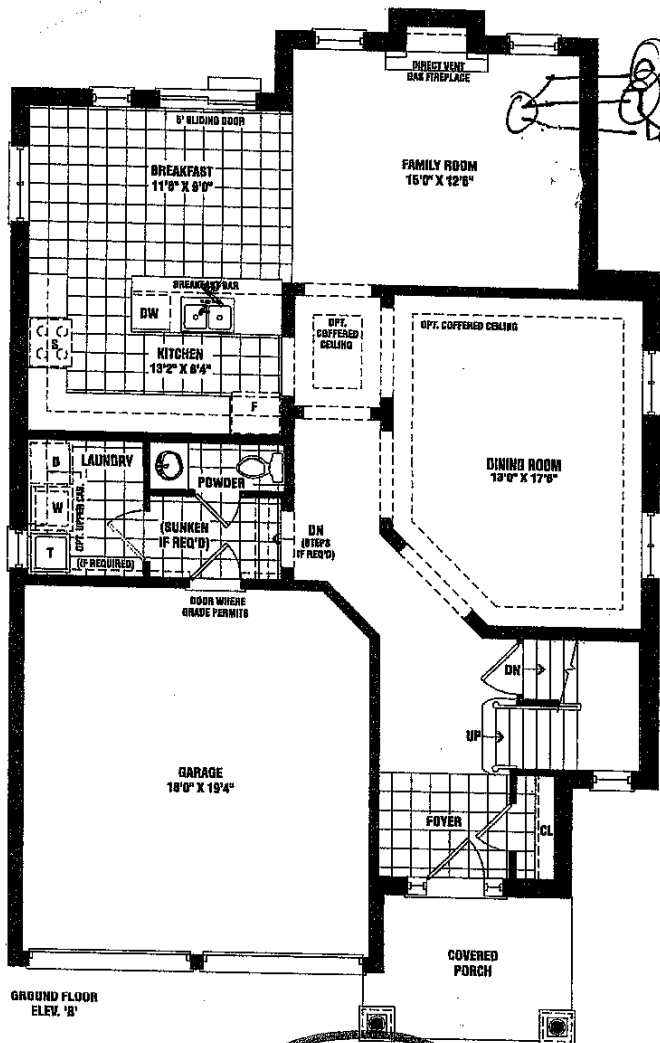 DIRECT VENT
GAS FIREPLACE
5' SLIDING DOOR
BREAKFAST
11'8" X 9'0"
FAMILY ROOM
15'0" X 12'6"
BREAKFAST BAR
DW
OPT.
COFFERED
CEILING
OPT. COFFERED CEILING
S
KITCHEN
13'2" X 8'4"
F
D
LAUNDRY
W
OPT. UPPER CAB.
T
(IF REQUIRED)
POWDER
(SUNKEN
IF REQ'D)
DN
(STEPS
IF REQ'D)
DINING ROOM
13'0" X 17'6"
DOOR WHERE
GRADE PERMITS
DN
UP
GARAGE
18'0" X 19'4"
FOYER
CL
COVERED
PORCH
GROUND FLOOR
ELEV. 'B'